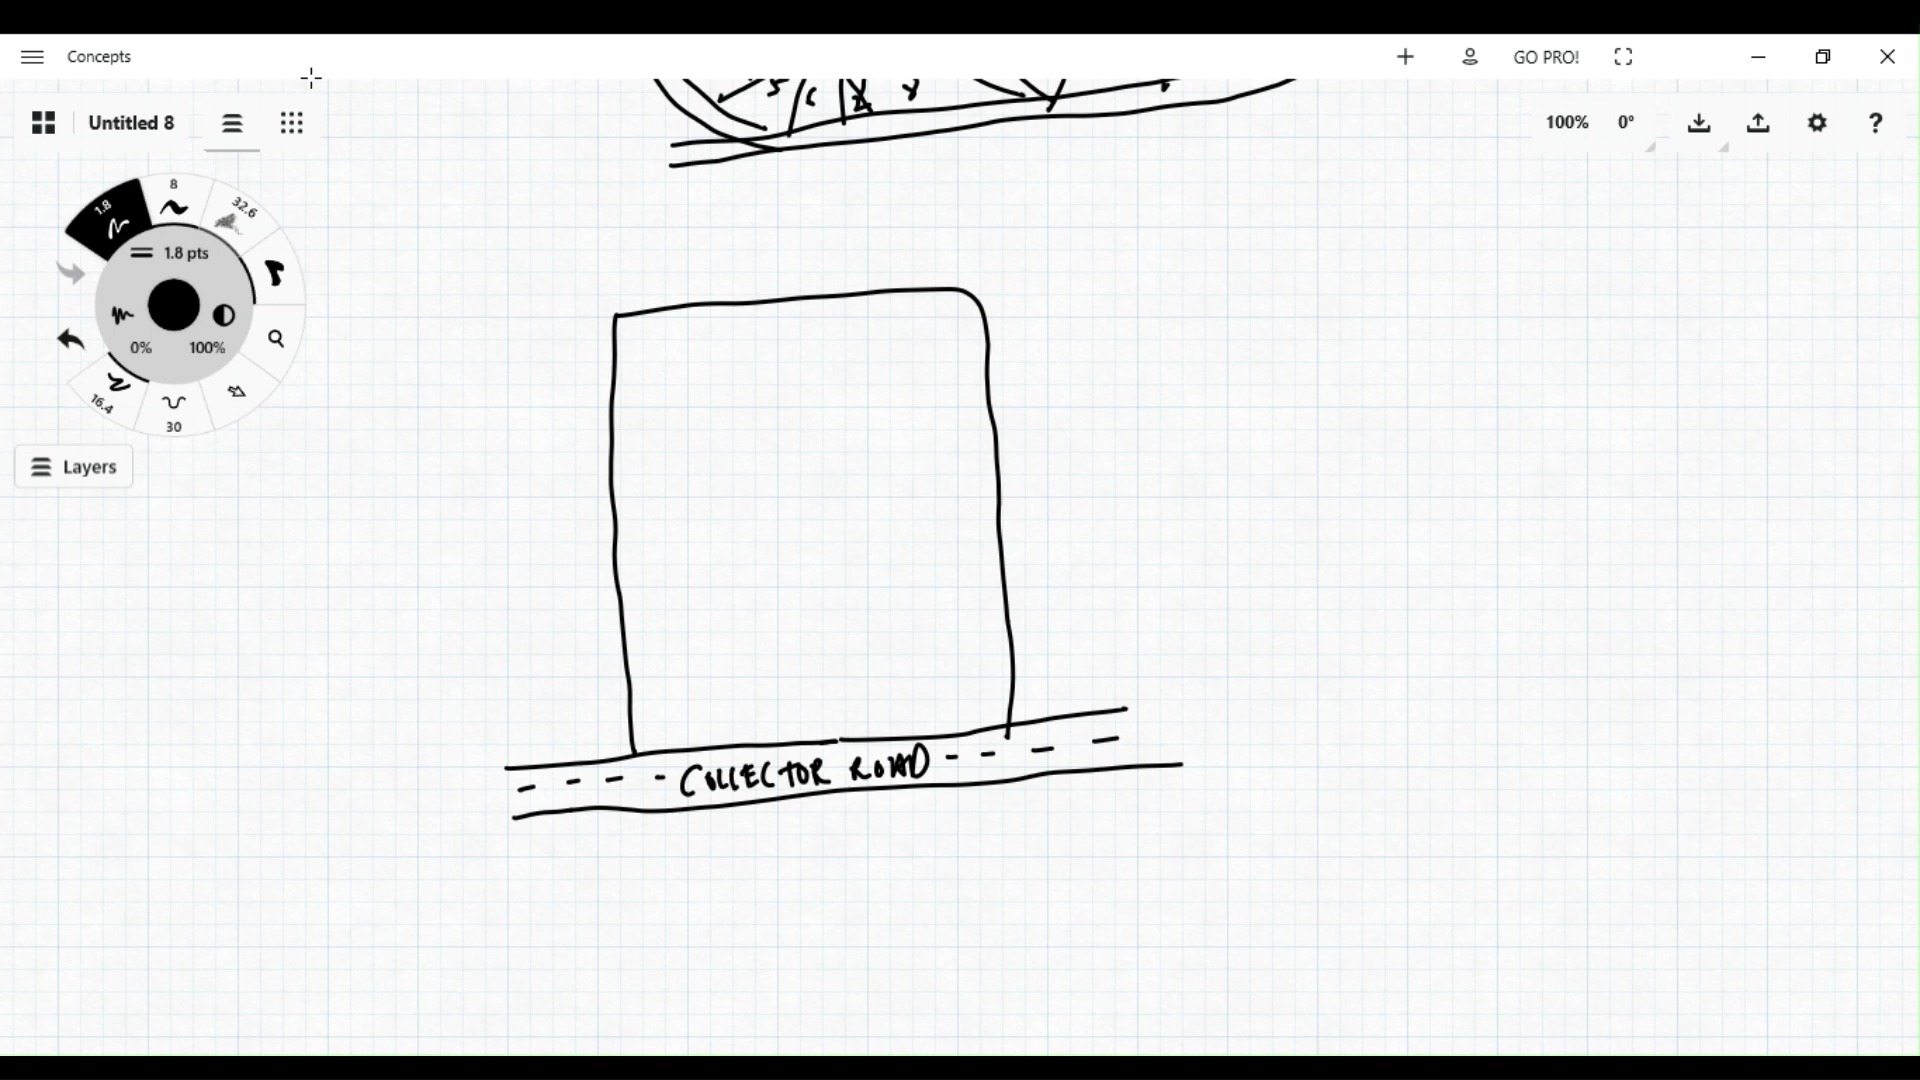 Concepts
GO PRO!
Untitled 8
100% 0°
8
1.8
32.6
1.8 pts
0% 100%
16.4
30
Layers
COLLECTOR ROAD